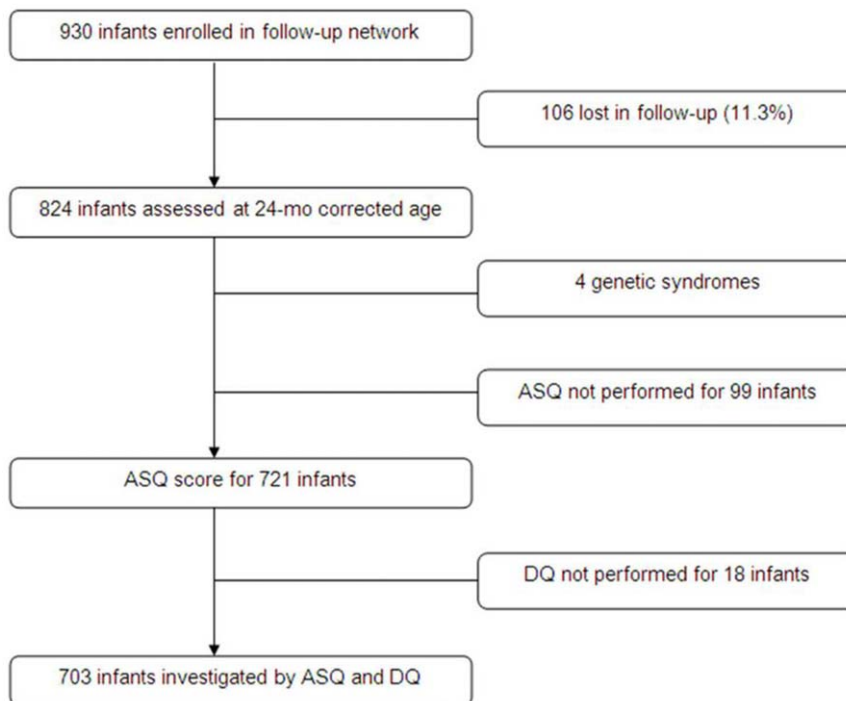 930 infants enrolled in follow-up network
106 lost in follow-up (11.3%)
824 infants assessed at 24-mo corrected age
4 genetic syndromes
ASQ not performed for 99 infants
ASQ score for 721 infants
DQ not performed for 18 infants
703 infants investigated by ASQ and DQ